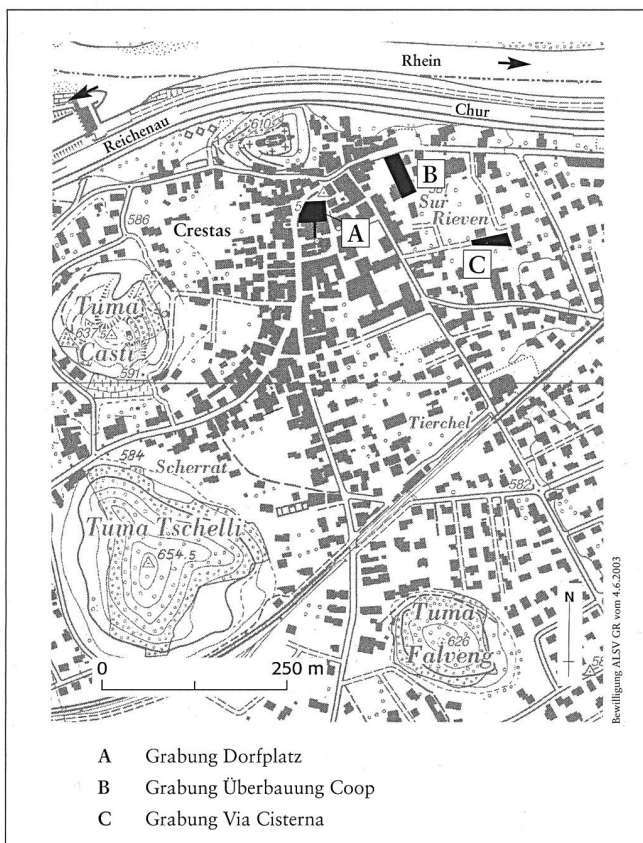 Rhein
Chur
Reichenau
610
B
Sur
Rieven
586
Crestas
A
C
Tuma
Casti
591
Tierchel
584
Scherrat
582
Tuma Tschelli
654.5
Tuma
Falveng
626
N
0 250 m
Bewilligung ALSV GR vom 4.6.2003
A Grabung Dorfplatz
B Grabung Überbauung Coop
C Grabung Via Cisterna